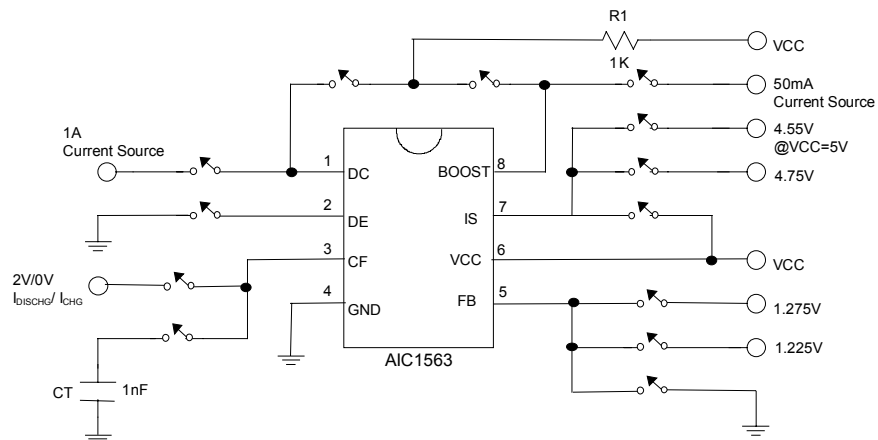 R1
VCC
1K
50mA
Current Source
1A
Current Source
4.55V
@VCC=5V
1
DC
BOOST
8
4.75V
2
DE
IS
7
3
CF
VCC
6
VCC
2V/0V
IDISCHG/ ICHG
4
GND
FB
5
1.275V
AIC1563
1.225V
CT
1nF